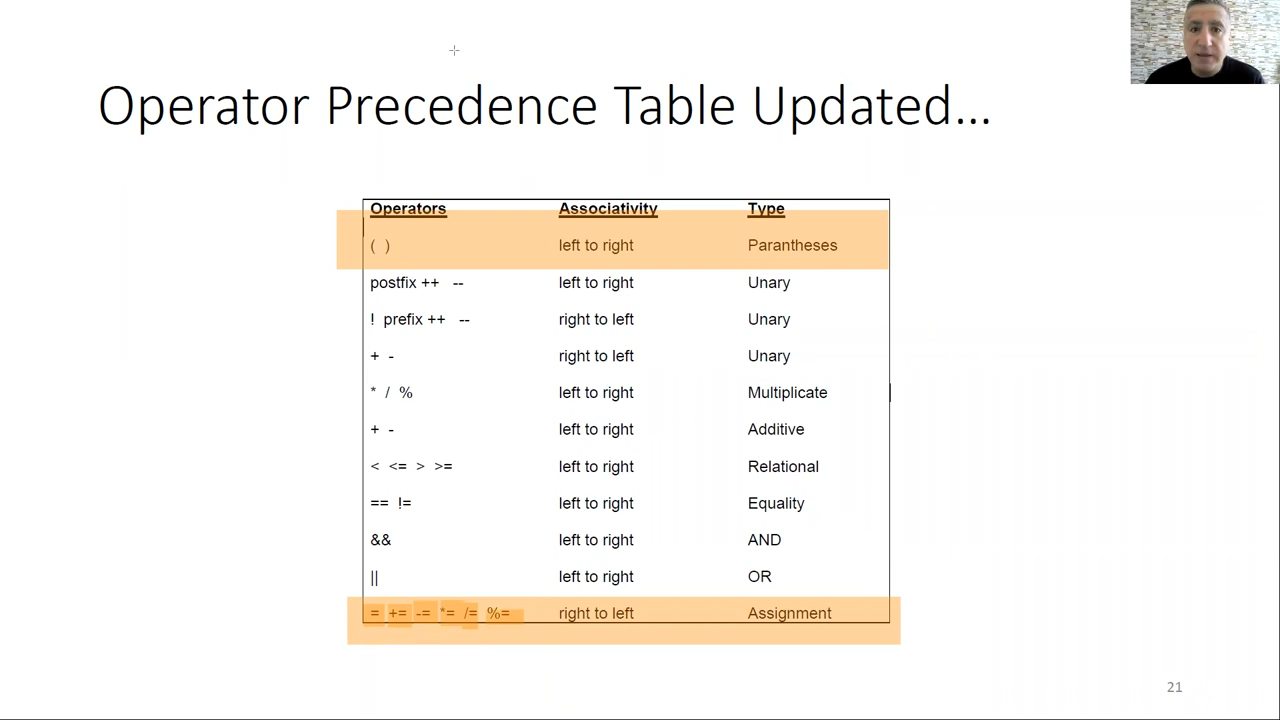 Operator Precedence Table Updated...
Operators Associativity Type
( ) left to right Parantheses
postfix ++ -- left to right Unary
! prefix ++ -- right to left Unary
+ - right to left Unary
* / % left to right Multiplicate
+ - left to right Additive
< <= > >= left to right Relational
== != left to right Equality
&& left to right AND
|| left to right OR
= += -= *= /= %= right to left Assignment
21